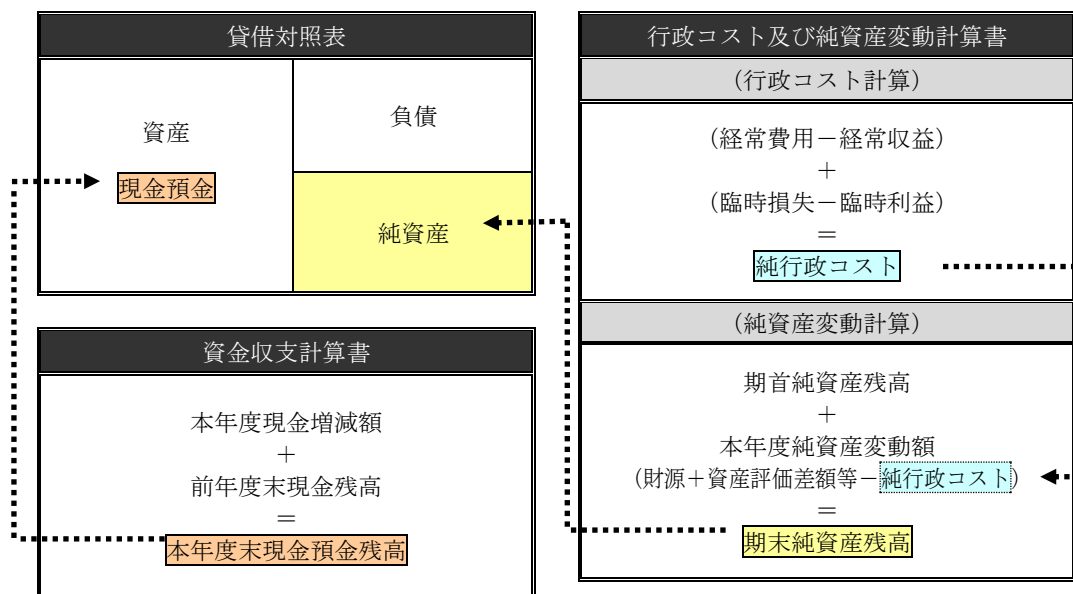 貸借対照表
資産
現金預金
負債
純資産
資金収支計算書
本年度現金増減額
＋
前年度末現金残高
＝
本年度末現金預金残高
行政コスト及び純資産変動計算書
（行政コスト計算）
（経常費用－経常収益）
＋
（臨時損失－臨時利益）
＝
純行政コスト
（純資産変動計算）
期首純資産残高
＋
本年度純資産変動額
（財源＋資産評価差額等－純行政コスト）
＝
期末純資産残高